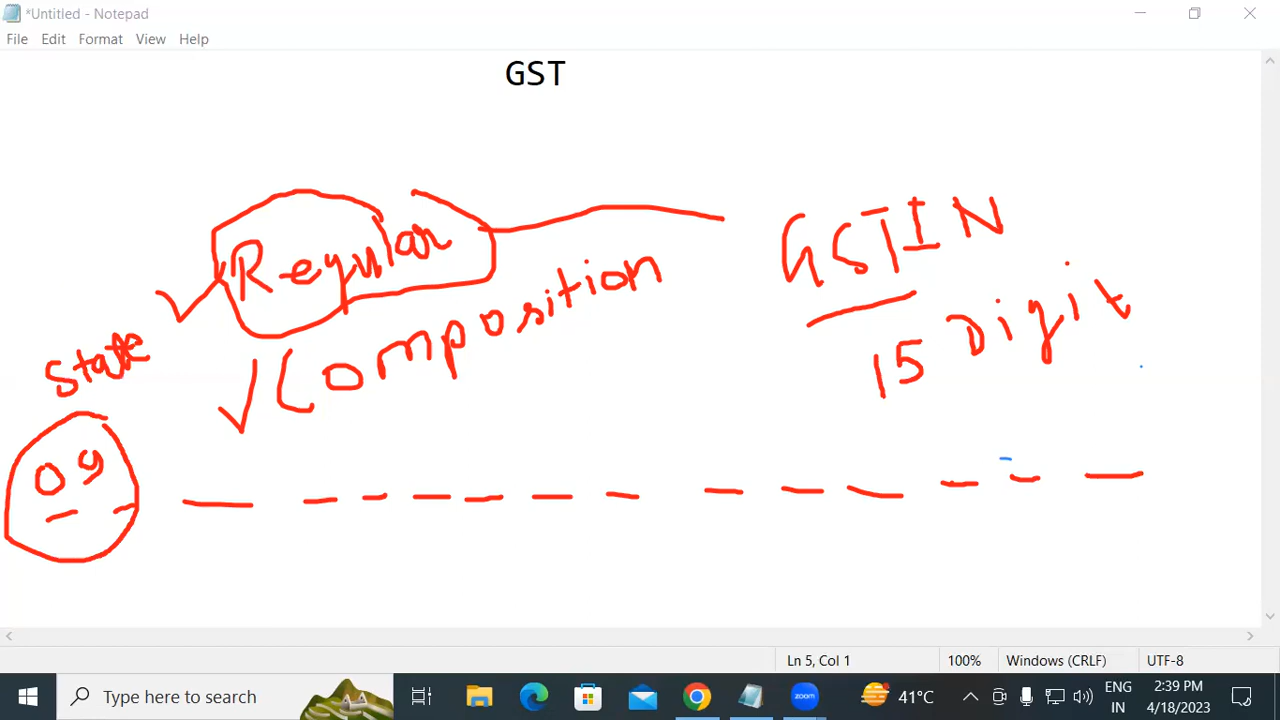 *Untitled - Notepad
File Edit Format View Help
GST
Regular
GSTIN
Composition
15 Digit
State
09
Ln 5, Col 1 100% Windows (CRLF) UTF-8
Type here to search
zoom
41°C
ENG
IN
2:39 PM
4/18/2023